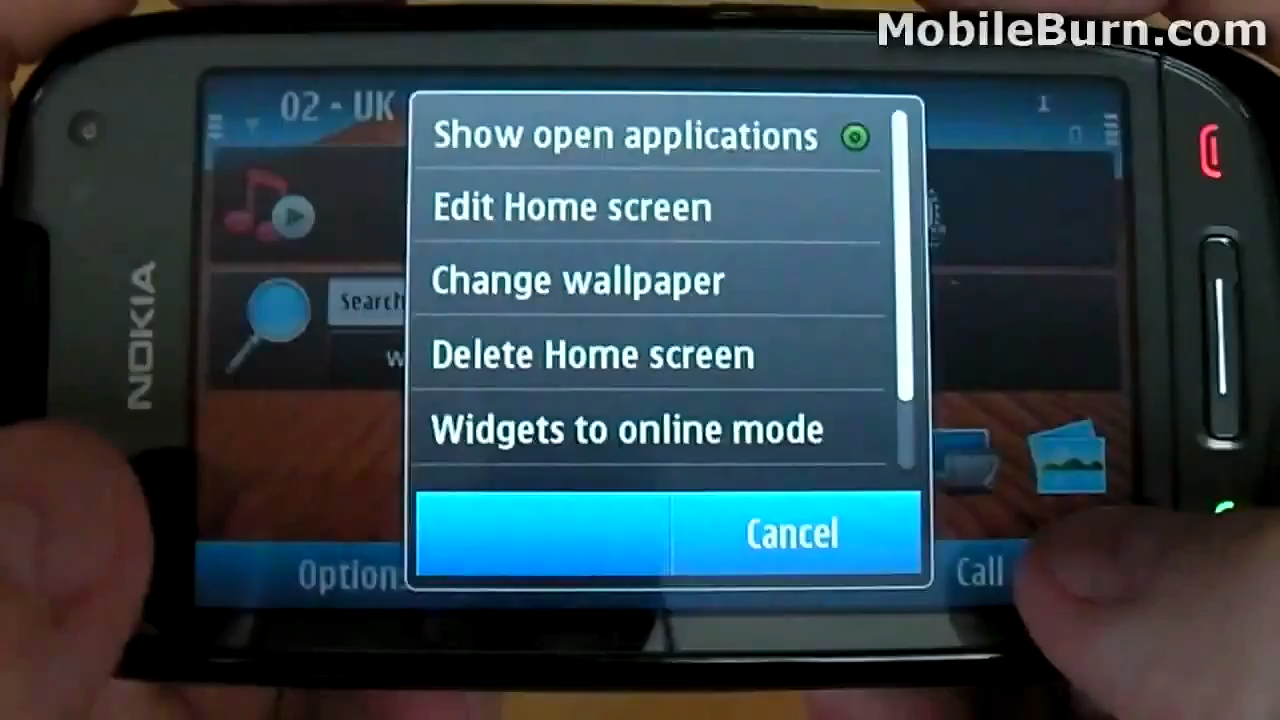 MobileBurn.com
02 - UK
Show open applications
Edit Home screen
Change wallpaper
Search
Delete Home screen
Widgets to online mode
Cancel
Options
Call
NOKIA